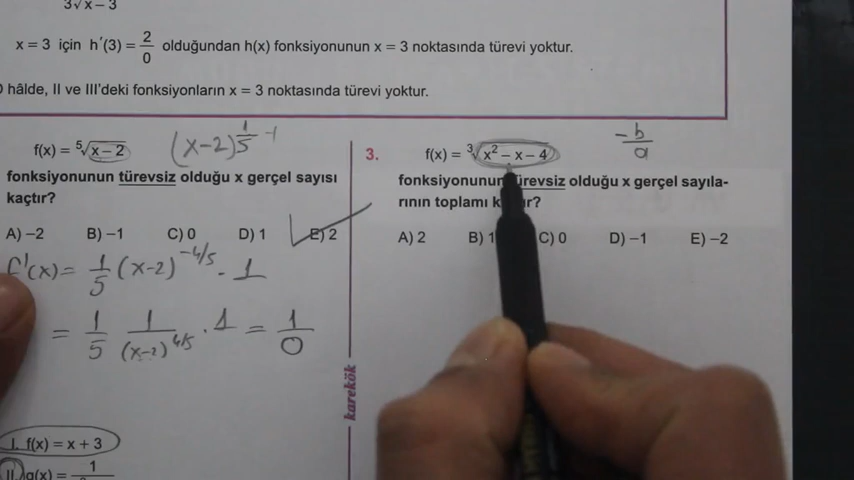 3√x – 3
x = 3 için h'(3) = 2/0 olduğundan h(x) fonksiyonunun x = 3 noktasında türevi yoktur.
hâlde, II ve III'deki fonksiyonların x = 3 noktasında türevi yoktur.
f(x) = ⁵√x – 2 (x-2)^(1/5 -1)
fonksiyonunun türevsiz olduğu x gerçel sayısı
kaçtır?
A) –2 B) –1 C) 0 D) 1 E) 2
f'(x) = 1/5 (x-2)^(-4/5) . 1
= 1/5 1/(x-2)^(4/5) . 1 = 1/0
I. f(x) = x + 3
II. g(x) = 1
karekök
3. f(x) = ³√x² – x – 4 -b/a
olduğu x gerçel sayıla-
rının toplamı
A) 2 B) 1 C) 0 D) –1 E) –2